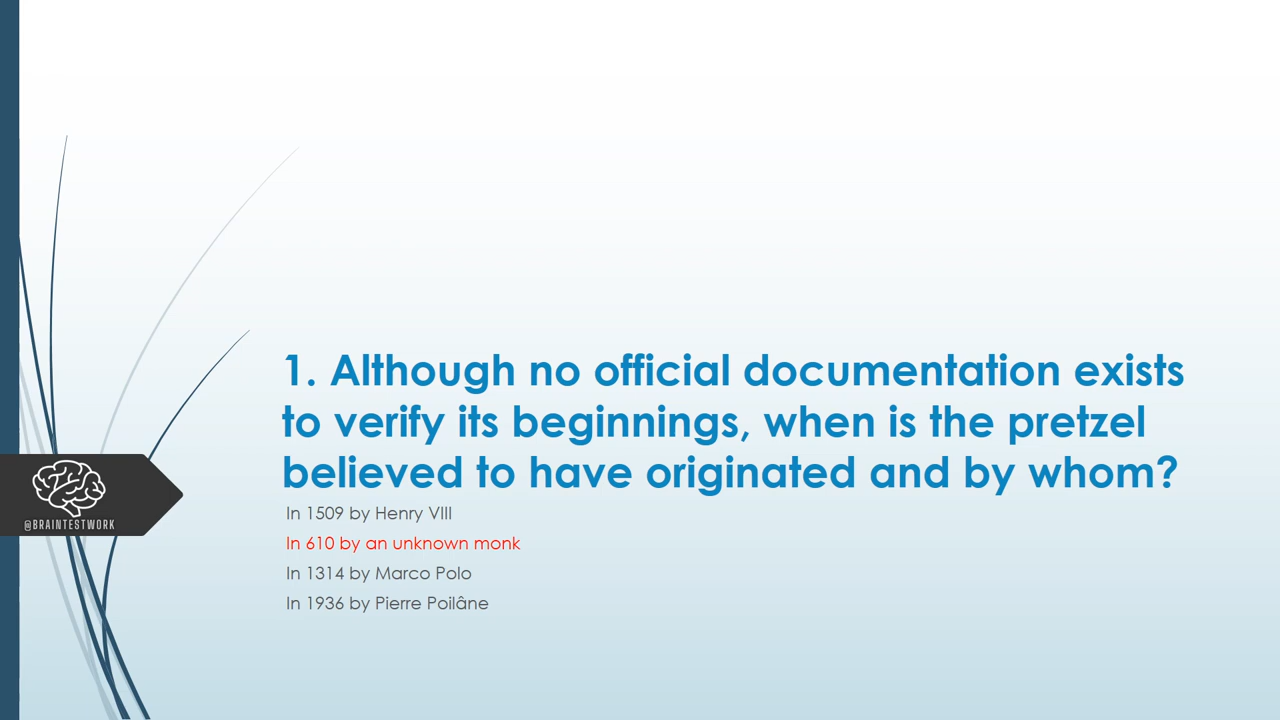 1. Although no official documentation exists
to verify its beginnings, when is the pretzel
believed to have originated and by whom?
In 1509 by Henry VIII
In 610 by an unknown monk
In 1314 by Marco Polo
In 1936 by Pierre Poilâne
@BRAINTESTWORK